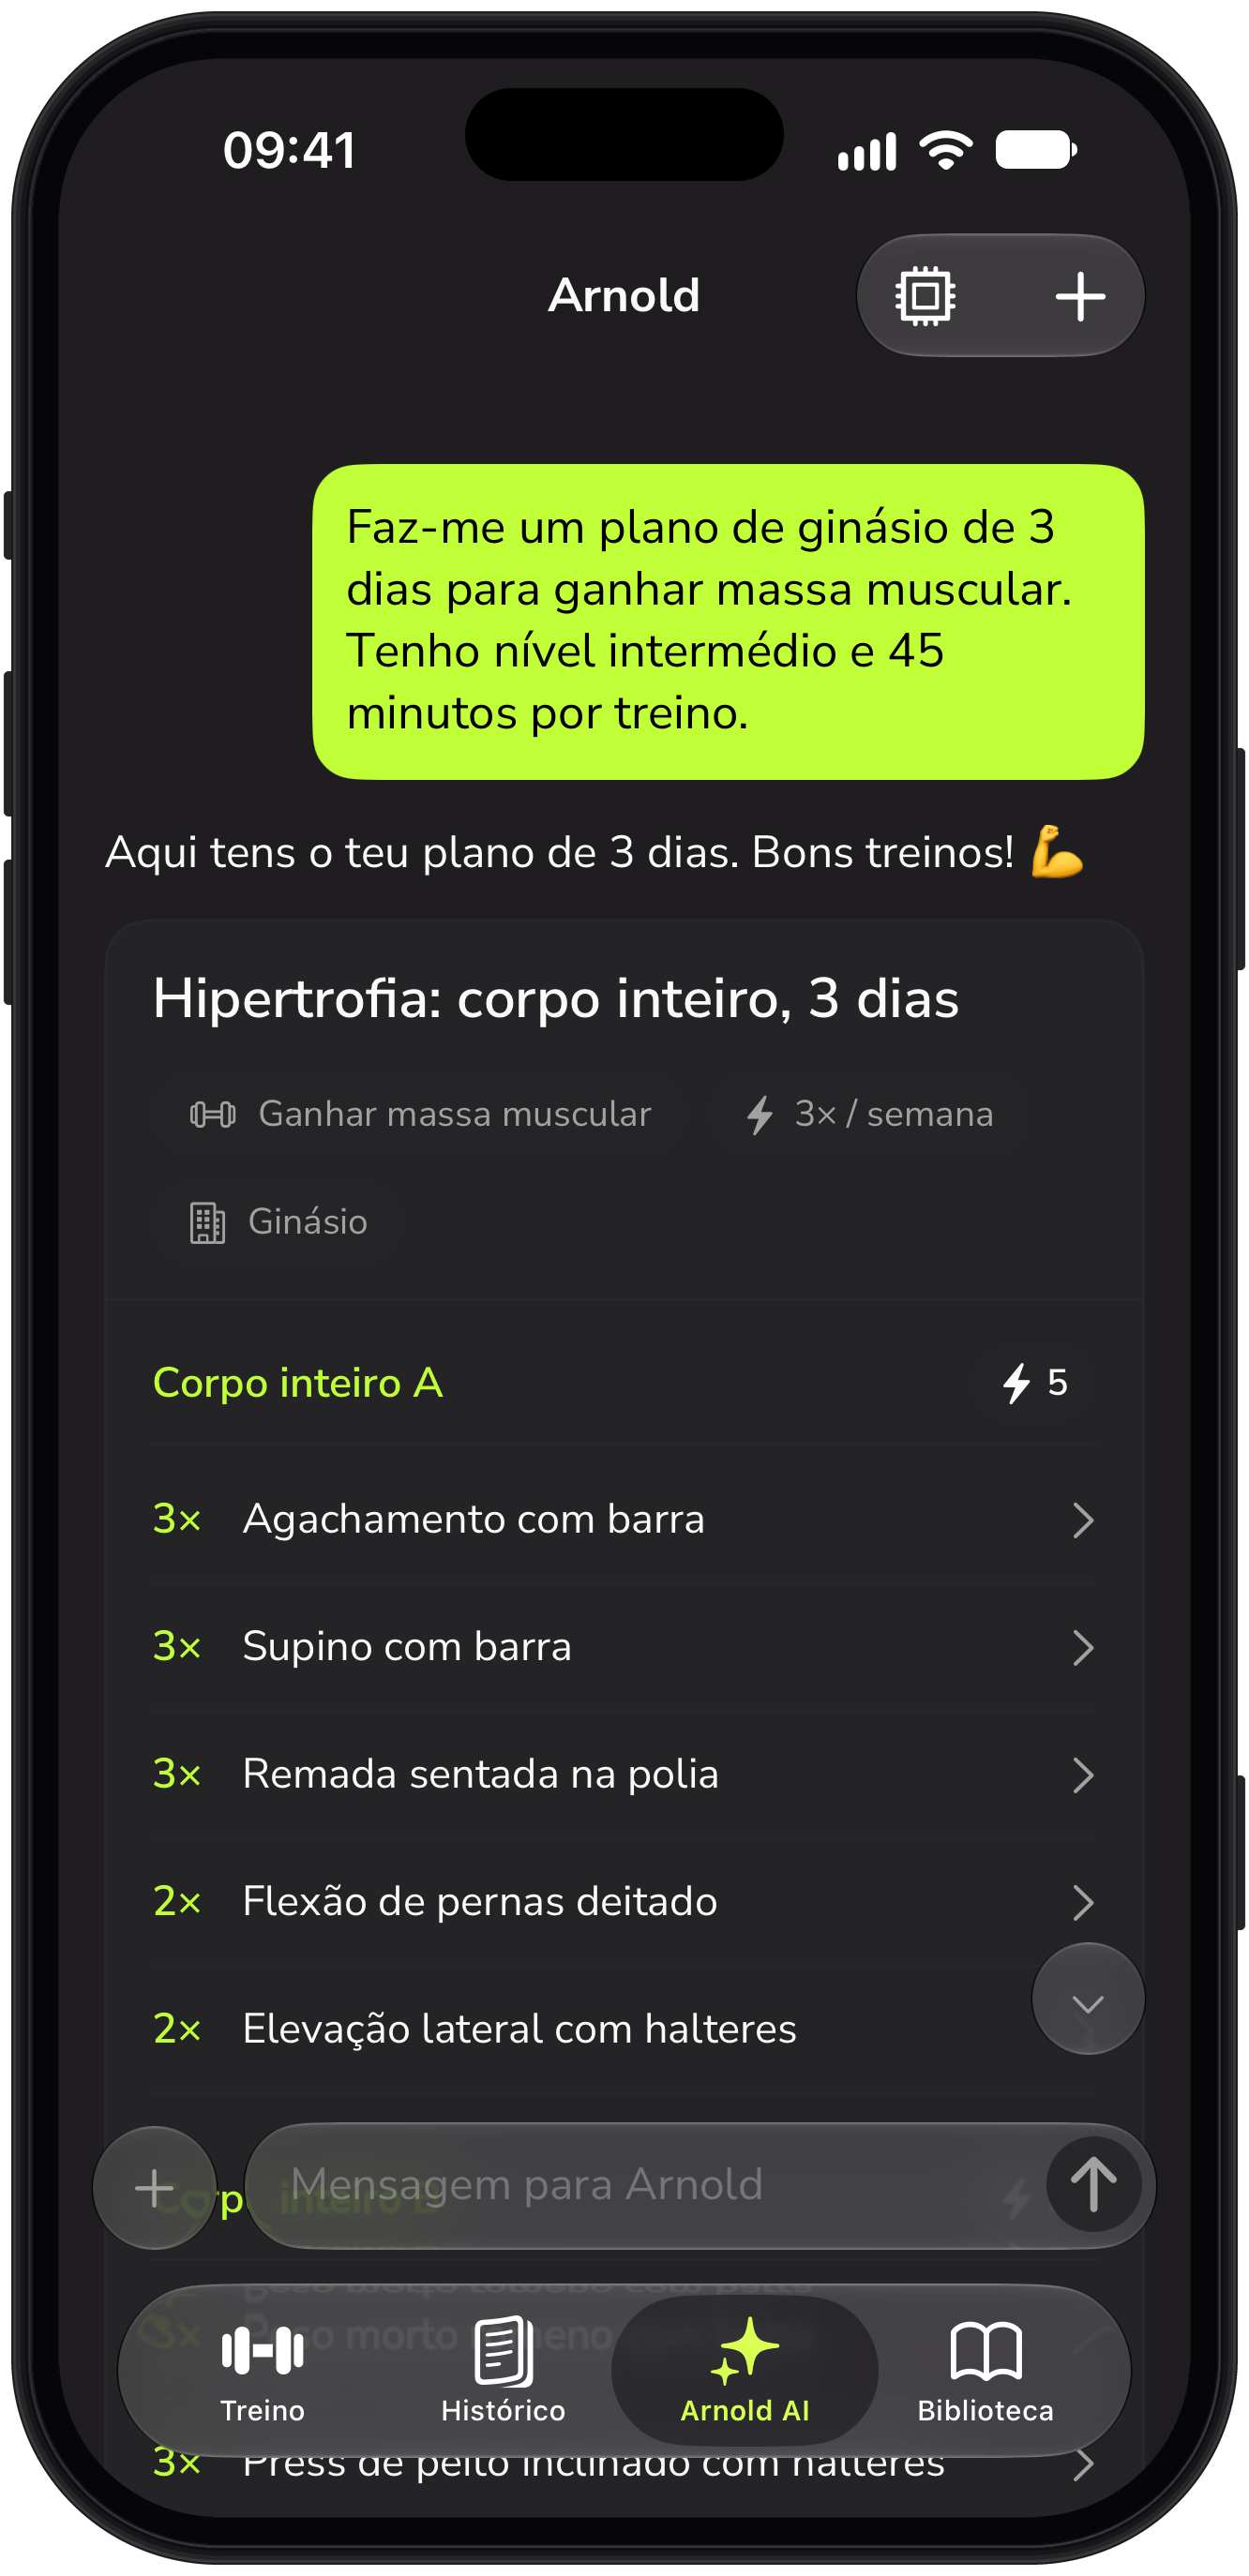 09:41
Arnold
Faz-me um plano de ginásio de 3
dias para ganhar massa muscular.
Tenho nível intermédio e 45
minutos por treino.
Aqui tens o teu plano de 3 dias. Bons treinos! 💪
Hipertrofia: corpo inteiro, 3 dias
Ganhar massa muscular
3× / semana
Ginásio
Corpo inteiro A
5
3× Agachamento com barra
3× Supino com barra
3× Remada sentada na polia
2× Flexão de pernas deitado
2× Elevação lateral com halteres
Mensagem para Arnold
Treino
Histórico
Arnold AI
Biblioteca
3× Press de peito inclinado com halteres